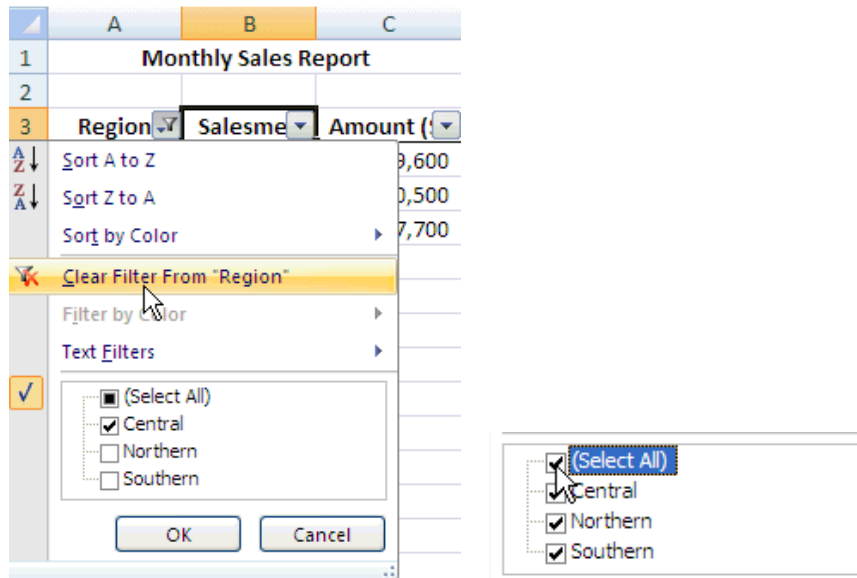 A B C
1 Monthly Sales Report
2
3 Region Salesme Amount (
Sort A to Z 9,600
Sort Z to A 0,500
Sort by Color 7,700
Clear Filter From "Region"
Filter by Color
Text Filters
(Select All)
Central
Northern
Southern
OK Cancel
(Select All)
Central
Northern
Southern